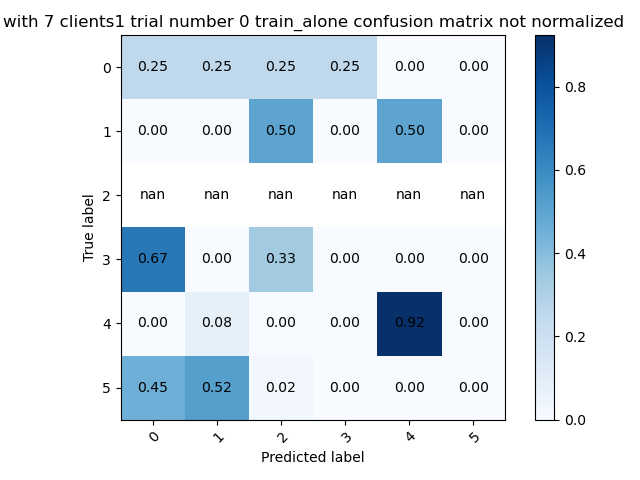 with 7 clients1 trial number 0 train_alone confusion matrix not normalized
0 0.25 0.25 0.25 0.25 0.00 0.00
1 0.00 0.00 0.50 0.00 0.50 0.00
2 nan nan nan nan nan nan
3 0.67 0.00 0.33 0.00 0.00 0.00
4 0.00 0.08 0.00 0.00 0.92 0.00
5 0.45 0.52 0.02 0.00 0.00 0.00
0 1 2 3 4 5
True label
Predicted label
0.8
0.6
0.4
0.2
0.0